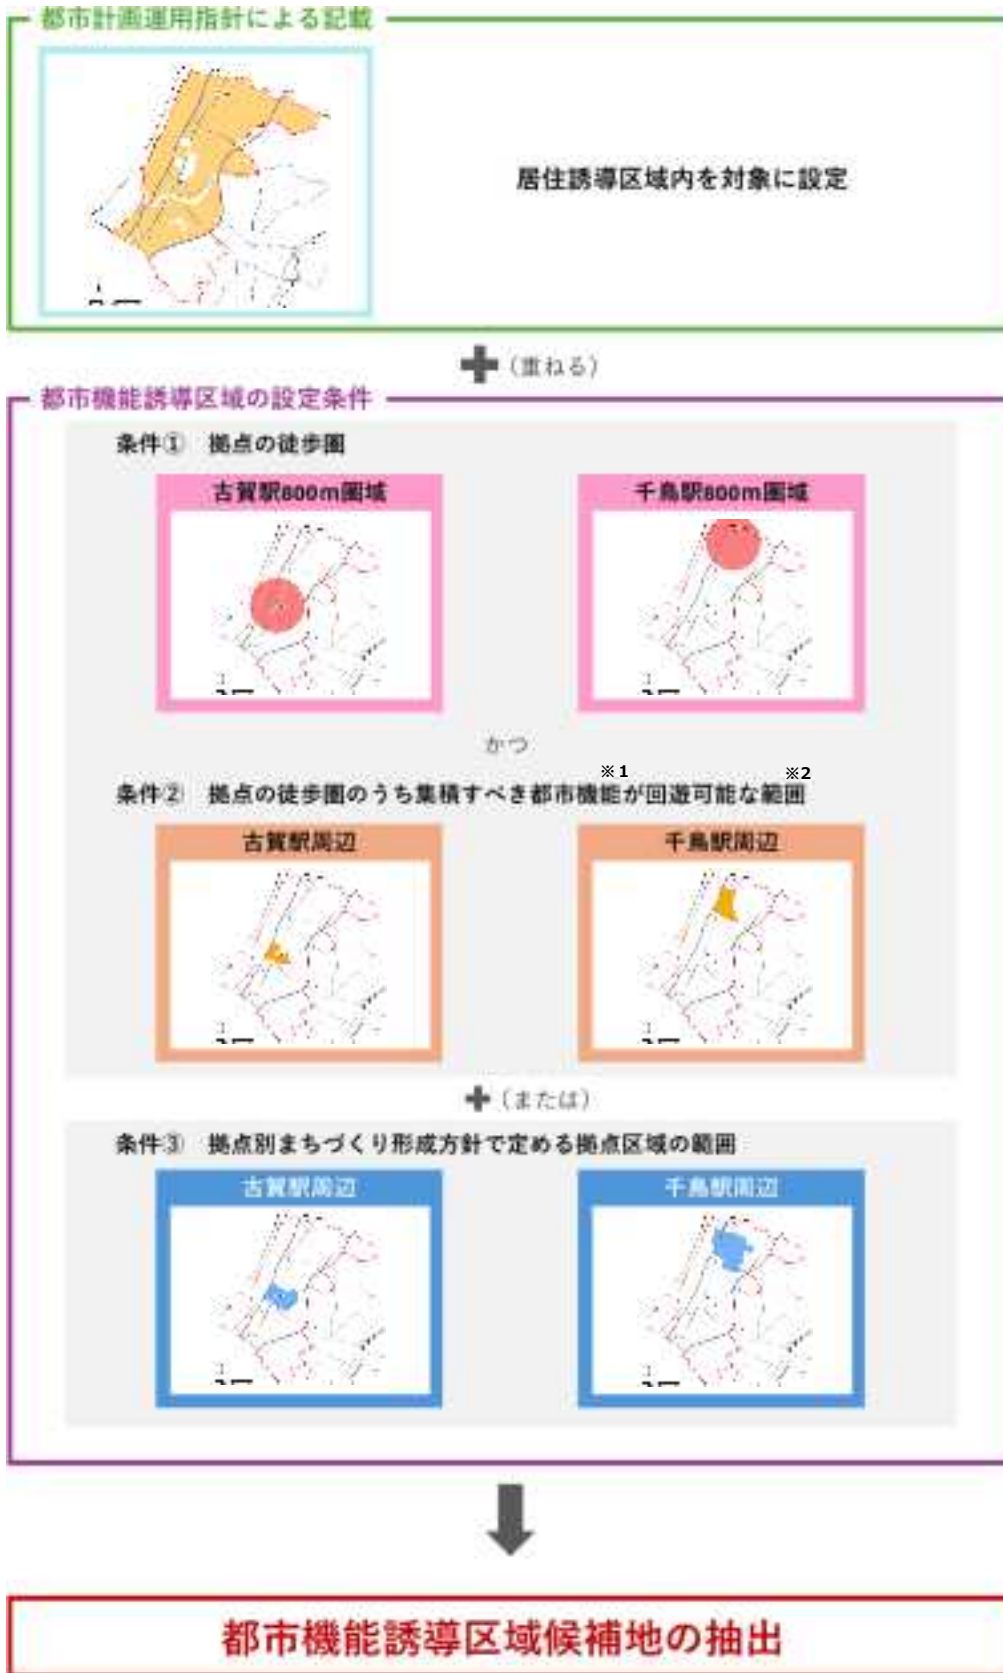 都市計画運用指針による記載
居住誘導区域内を対象に設定
（重ねる）
都市機能誘導区域の設定条件
条件① 拠点の徒歩圏
古賀駅800m圏域
千鳥駅800m圏域
かつ
条件② 拠点の徒歩圏のうち集積すべき都市機能※1が回遊可能な範囲※2
古賀駅周辺
千鳥駅周辺
（または）
条件③ 拠点別まちづくり形成方針で定める拠点区域の範囲
古賀駅周辺
千鳥駅周辺
都市機能誘導区域候補地の抽出